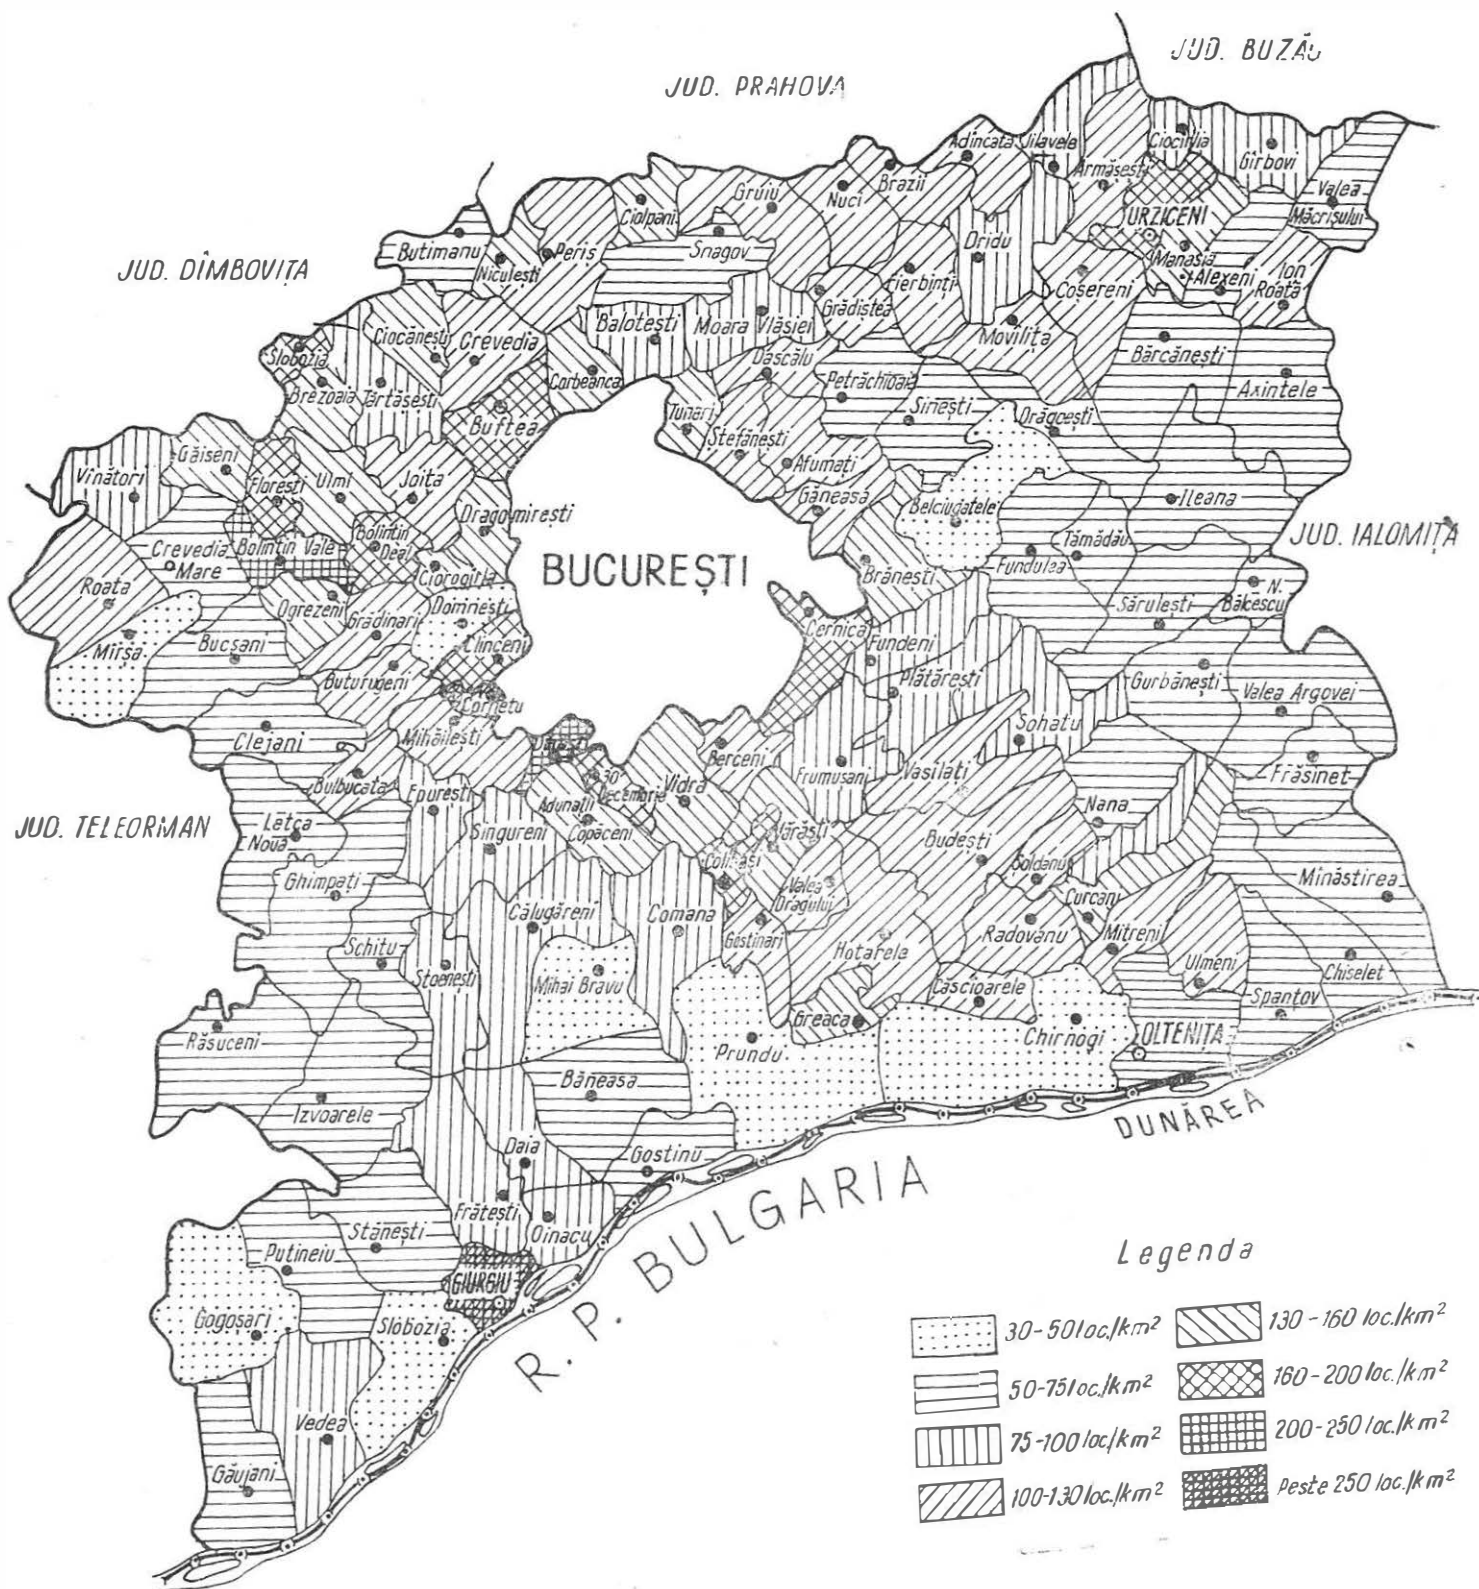 JUD. BUZĂU
JUD. PRAHOVA
JUD. DÎMBOVIȚA
Adîncata
Jilavele
Ciocîrlia
Gîrbovi
Armășești
Brazii
Nuci
Gruiu
Ciolpani
Valea
Măcrișului
URZICENI
Manasia
Alexeni
Ion
Roată
Butimanu
Niculești
Periș
Snagov
Dridu
Fierbinți
Grădiștea
Coșereni
Movilița
Bărcănești
Axintele
Balotești
Moara Vlăsiei
Ciocănești
Crevedia
Corbeanca
Dascălu
Petrăchioaia
Sinești
Drăgoești
Slobozia
Brezoaia
Tărtășești
Buftea
Tunari
Ștefănești
Afumați
Găneasa
Vînători
Găiseni
Florești
Ulmi
Joița
Dragomirești
Belciugatele
Ileana
Crevedia
Mare
Bolintin Vale
Bolintin
Deal
Ciorogîrla
BUCUREȘTI
Brănești
Fundulea
Tămădău
JUD. IALOMIȚA
Roata
Ogrezeni
Grădinari
Domnești
Clinceni
Cernica
Fundeni
Sărulești
N.
Bălcescu
Mîrșa
Bucșani
Buturugeni
Cornetu
Plătărești
Gurbănești
Valea Argovei
Clejani
Mihăilești
Berceni
Sohatu
Frăsinet
Bulbucata
Epurești
30
Decembrie
Vidra
Frumușani
Vasilați
Nana
JUD. TELEORMAN
Letca
Nouă
Singureni
Adunații
Copăceni
Vărăști
Colibași
Valea
Dragului
Budești
Șoldanu
Curcani
Mînăstirea
Ghimpați
Călugăreni
Comana
Gostinari
Hotarele
Radovanu
Mitreni
Ulmeni
Chiselet
Schitu
Stoenești
Mihai Bravu
Greaca
Căscioarele
Spanțov
Răsuceni
Prundu
Chirnogi
OLTENIȚA
Izvoarele
Băneasa
DUNĂREA
Daia
Gostinu
Stănești
Frătești
Oinacu
Putineiu
GIURGIU
Gogoșari
Slobozia
Vedea
Găujani
R. P. BULGARIA
Legenda
30-50 loc./km²
50-75 loc./km²
75-100 loc./km²
100-130 loc./km²
130-160 loc./km²
160-200 loc./km²
200-250 loc./km²
Peste 250 loc./km²